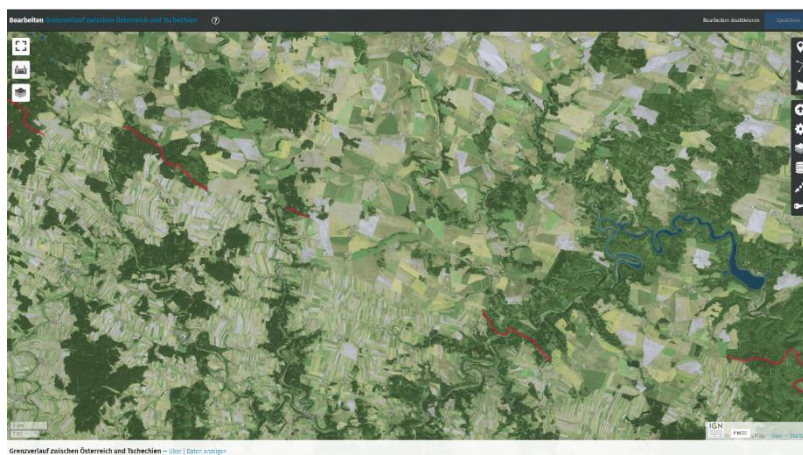 Bearbeiten Grenzverlauf zwischen Österreich und Tschechien ? Bearbeiten deaktivieren Speichern
IGN
Grenzverlauf zwischen Österreich und Tschechien — Über | Daten anzeigen